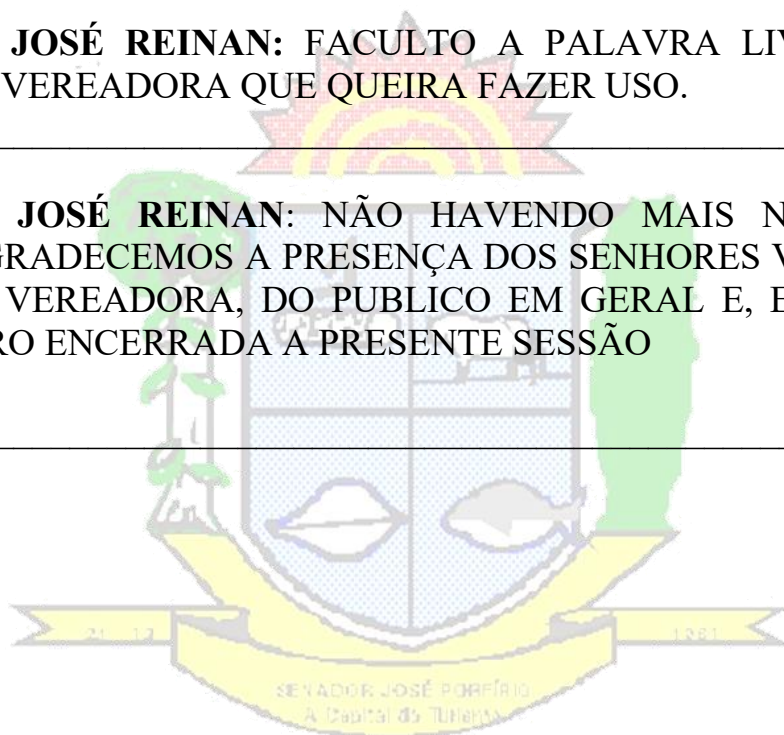 JOSÉ REINAN: FACULTO A PALAVRA LIV
VEREADORA QUE QUEIRA FAZER USO.
JOSÉ REINAN: NÃO HAVENDO MAIS N
GRADECEMOS A PRESENÇA DOS SENHORES V
VEREADORA, DO PUBLICO EM GERAL E, E
RO ENCERRADA A PRESENTE SESSÃO
1961
SENADOR JOSÉ PORFÍRIO
A Capital do